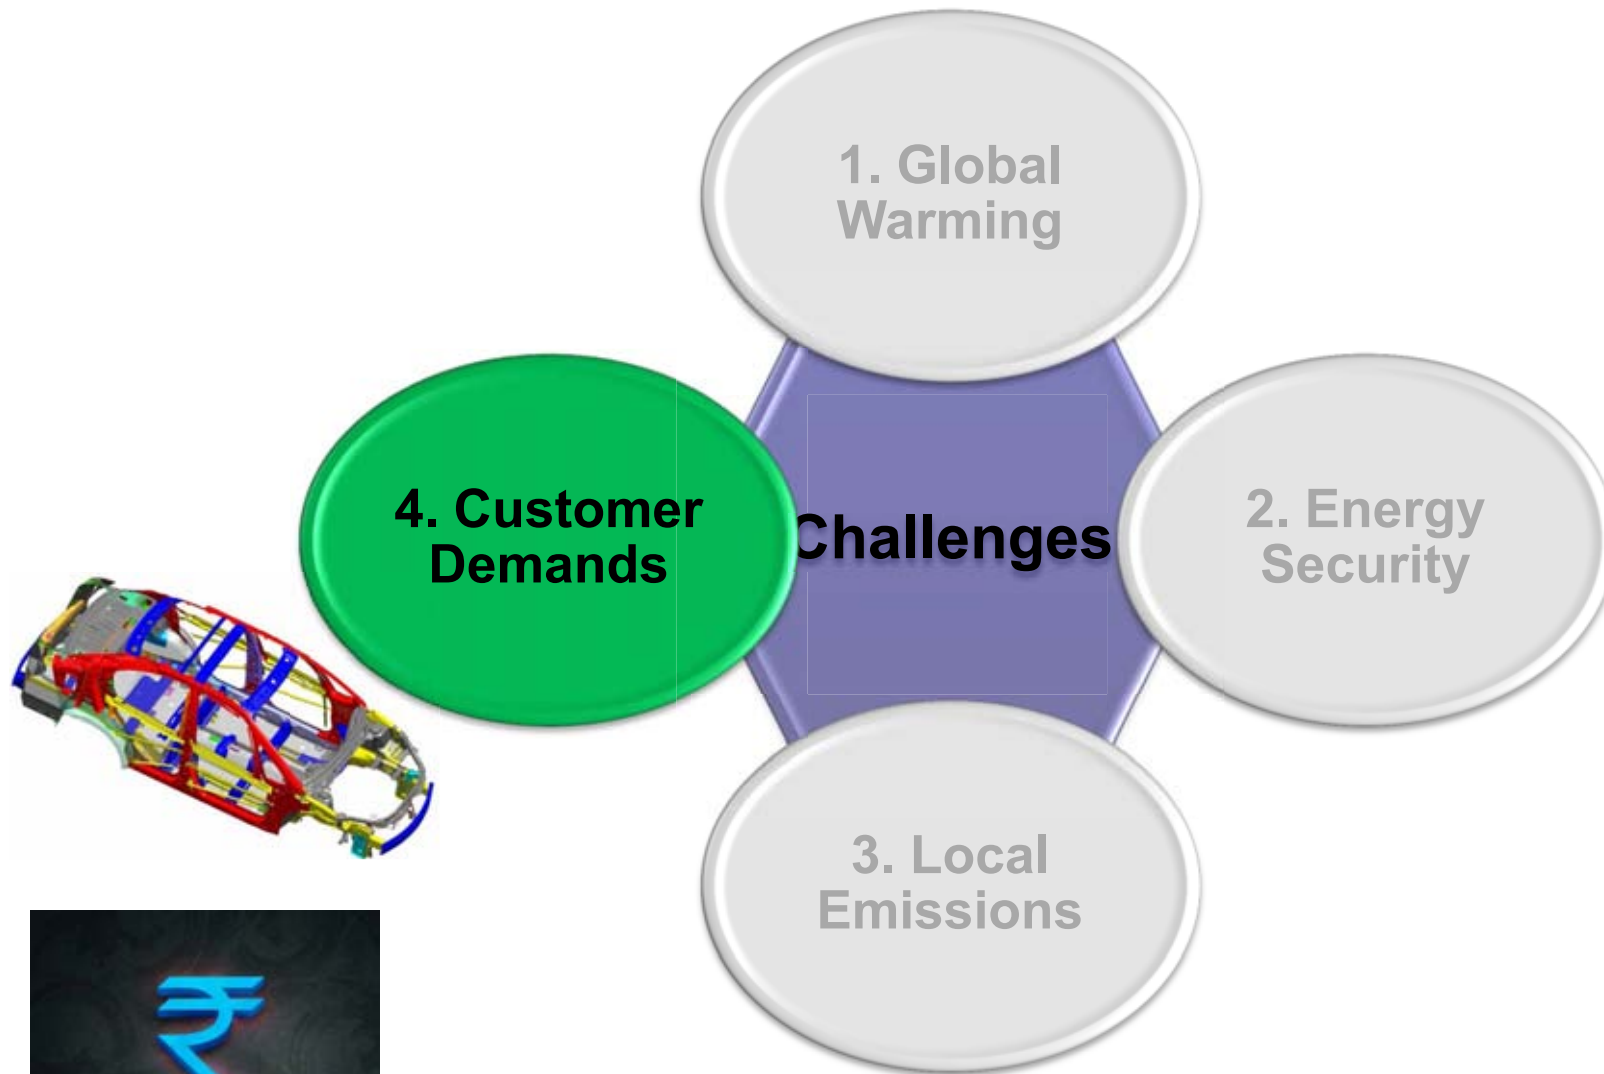 1. Global
Warming
4. Customer
Demands
Challenges
2. Energy
Security
3. Local
Emissions
₹